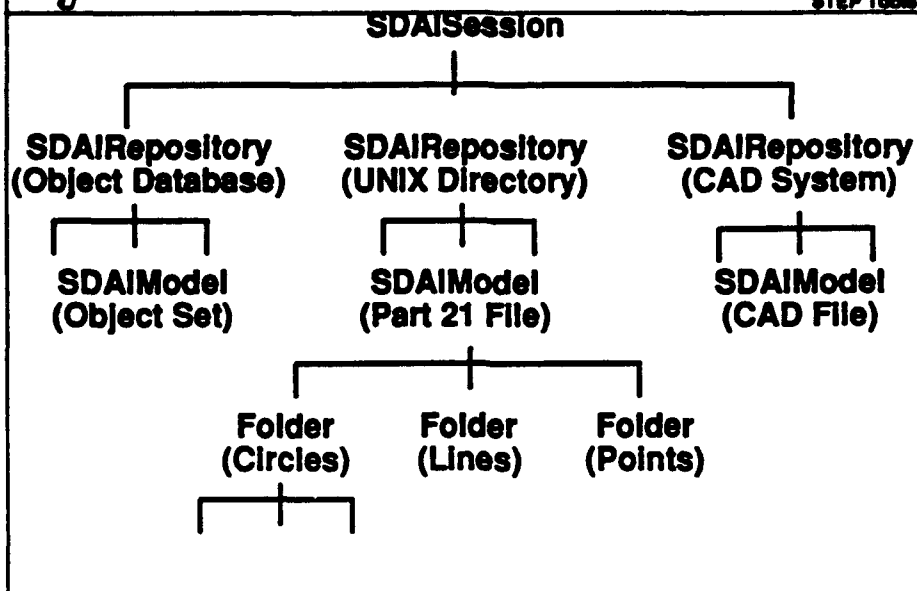 SDAISession
SDAIRepository SDAIRepository SDAIRepository
(Object Database) (UNIX Directory) (CAD System)
SDAIModel SDAIModel SDAIModel
(Object Set) (Part 21 File) (CAD File)
Folder Folder Folder
(Circles) (Lines) (Points)